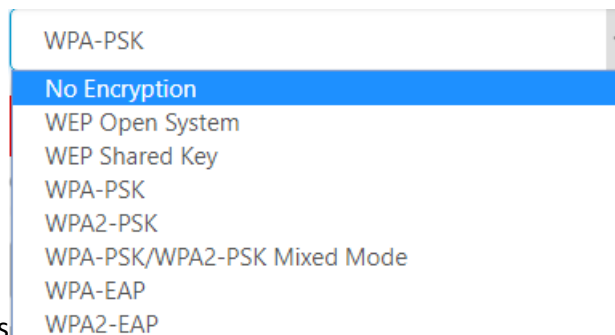 WPA-PSK
No Encryption
WEP Open System
WEP Shared Key
WPA-PSK
WPA2-PSK
WPA-PSK/WPA2-PSK Mixed Mode
WPA-EAP
s WPA2-EAP